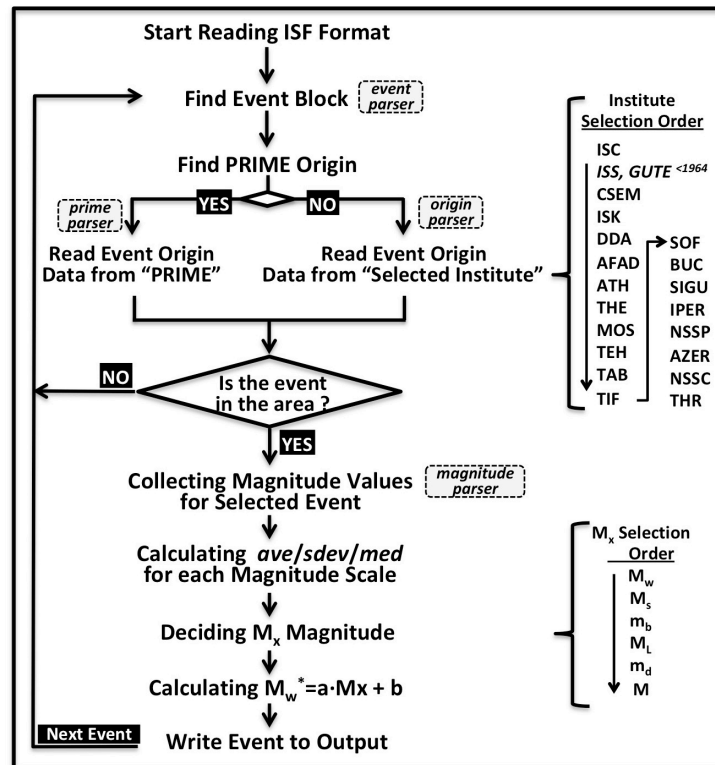 Start Reading ISF Format
Find Event Block
event
parser
Find PRIME Origin
YES
NO
prime
parser
origin
parser
Read Event Origin
Data from “PRIME”
Read Event Origin
Data from “Selected Institute”
Is the event
in the area ?
NO
YES
Collecting Magnitude Values
for Selected Event
magnitude
parser
Calculating ave/sdev/med
for each Magnitude Scale
Deciding Mx Magnitude
Calculating Mw*=a·Mx + b
Next Event
Write Event to Output
Institute
Selection Order
ISC
ISS, GUTE <1964
CSEM
ISK
DDA
AFAD
ATH
THE
MOS
TEH
TAB
TIF
SOF
BUC
SIGU
IPER
NSSP
AZER
NSSC
THR
Mx Selection
Order
Mw
Ms
mb
ML
md
M